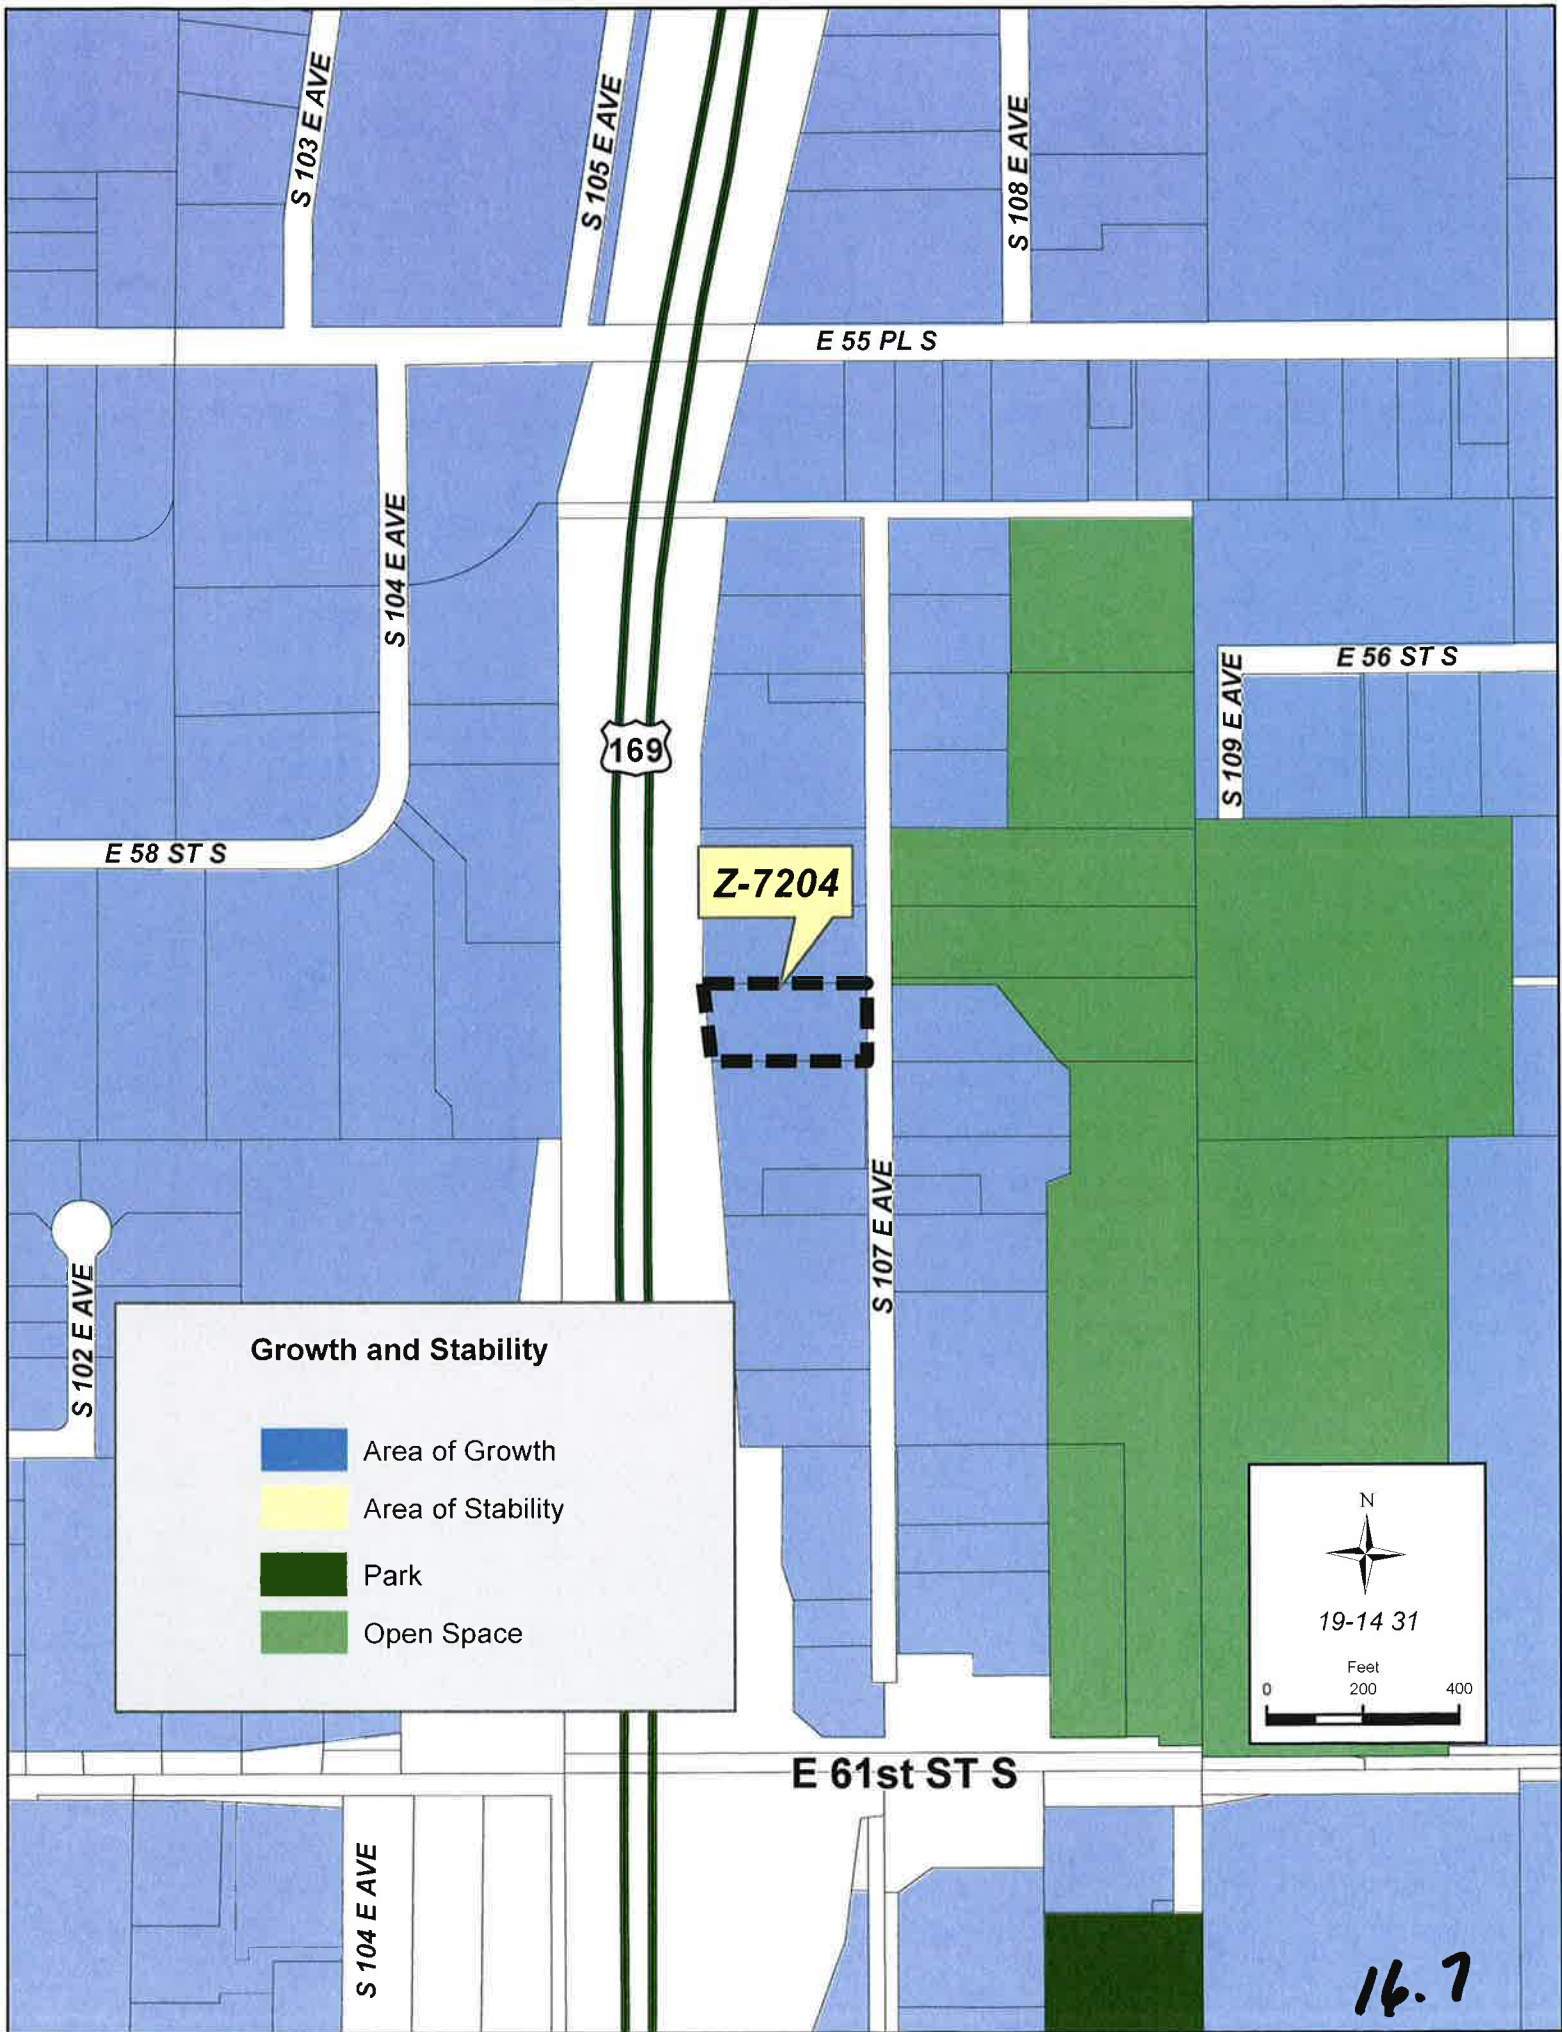 S 103 E AVE
S 105 E AVE
S 108 E AVE
E 55 PL S
S 104 E AVE
E 56 ST S
S 109 E AVE
169
E 58 ST S
Z-7204
S 107 E AVE
S 102 E AVE
Growth and Stability
Area of Growth
Area of Stability
Park
Open Space
N
19-14 31
Feet
0 200 400
E 61st ST S
S 104 E AVE
16.7